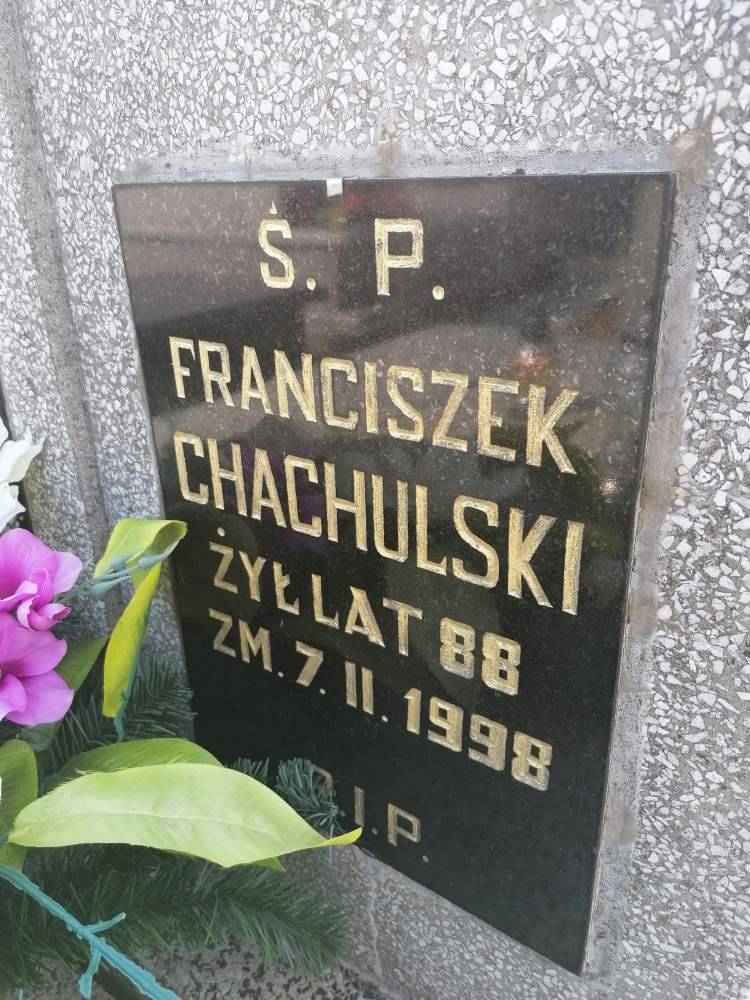 Ś. P.
FRANCISZEK
CHACHULSKI
ŻYŁ LAT 88
ZM. 7. II. 1998
R.I.P.